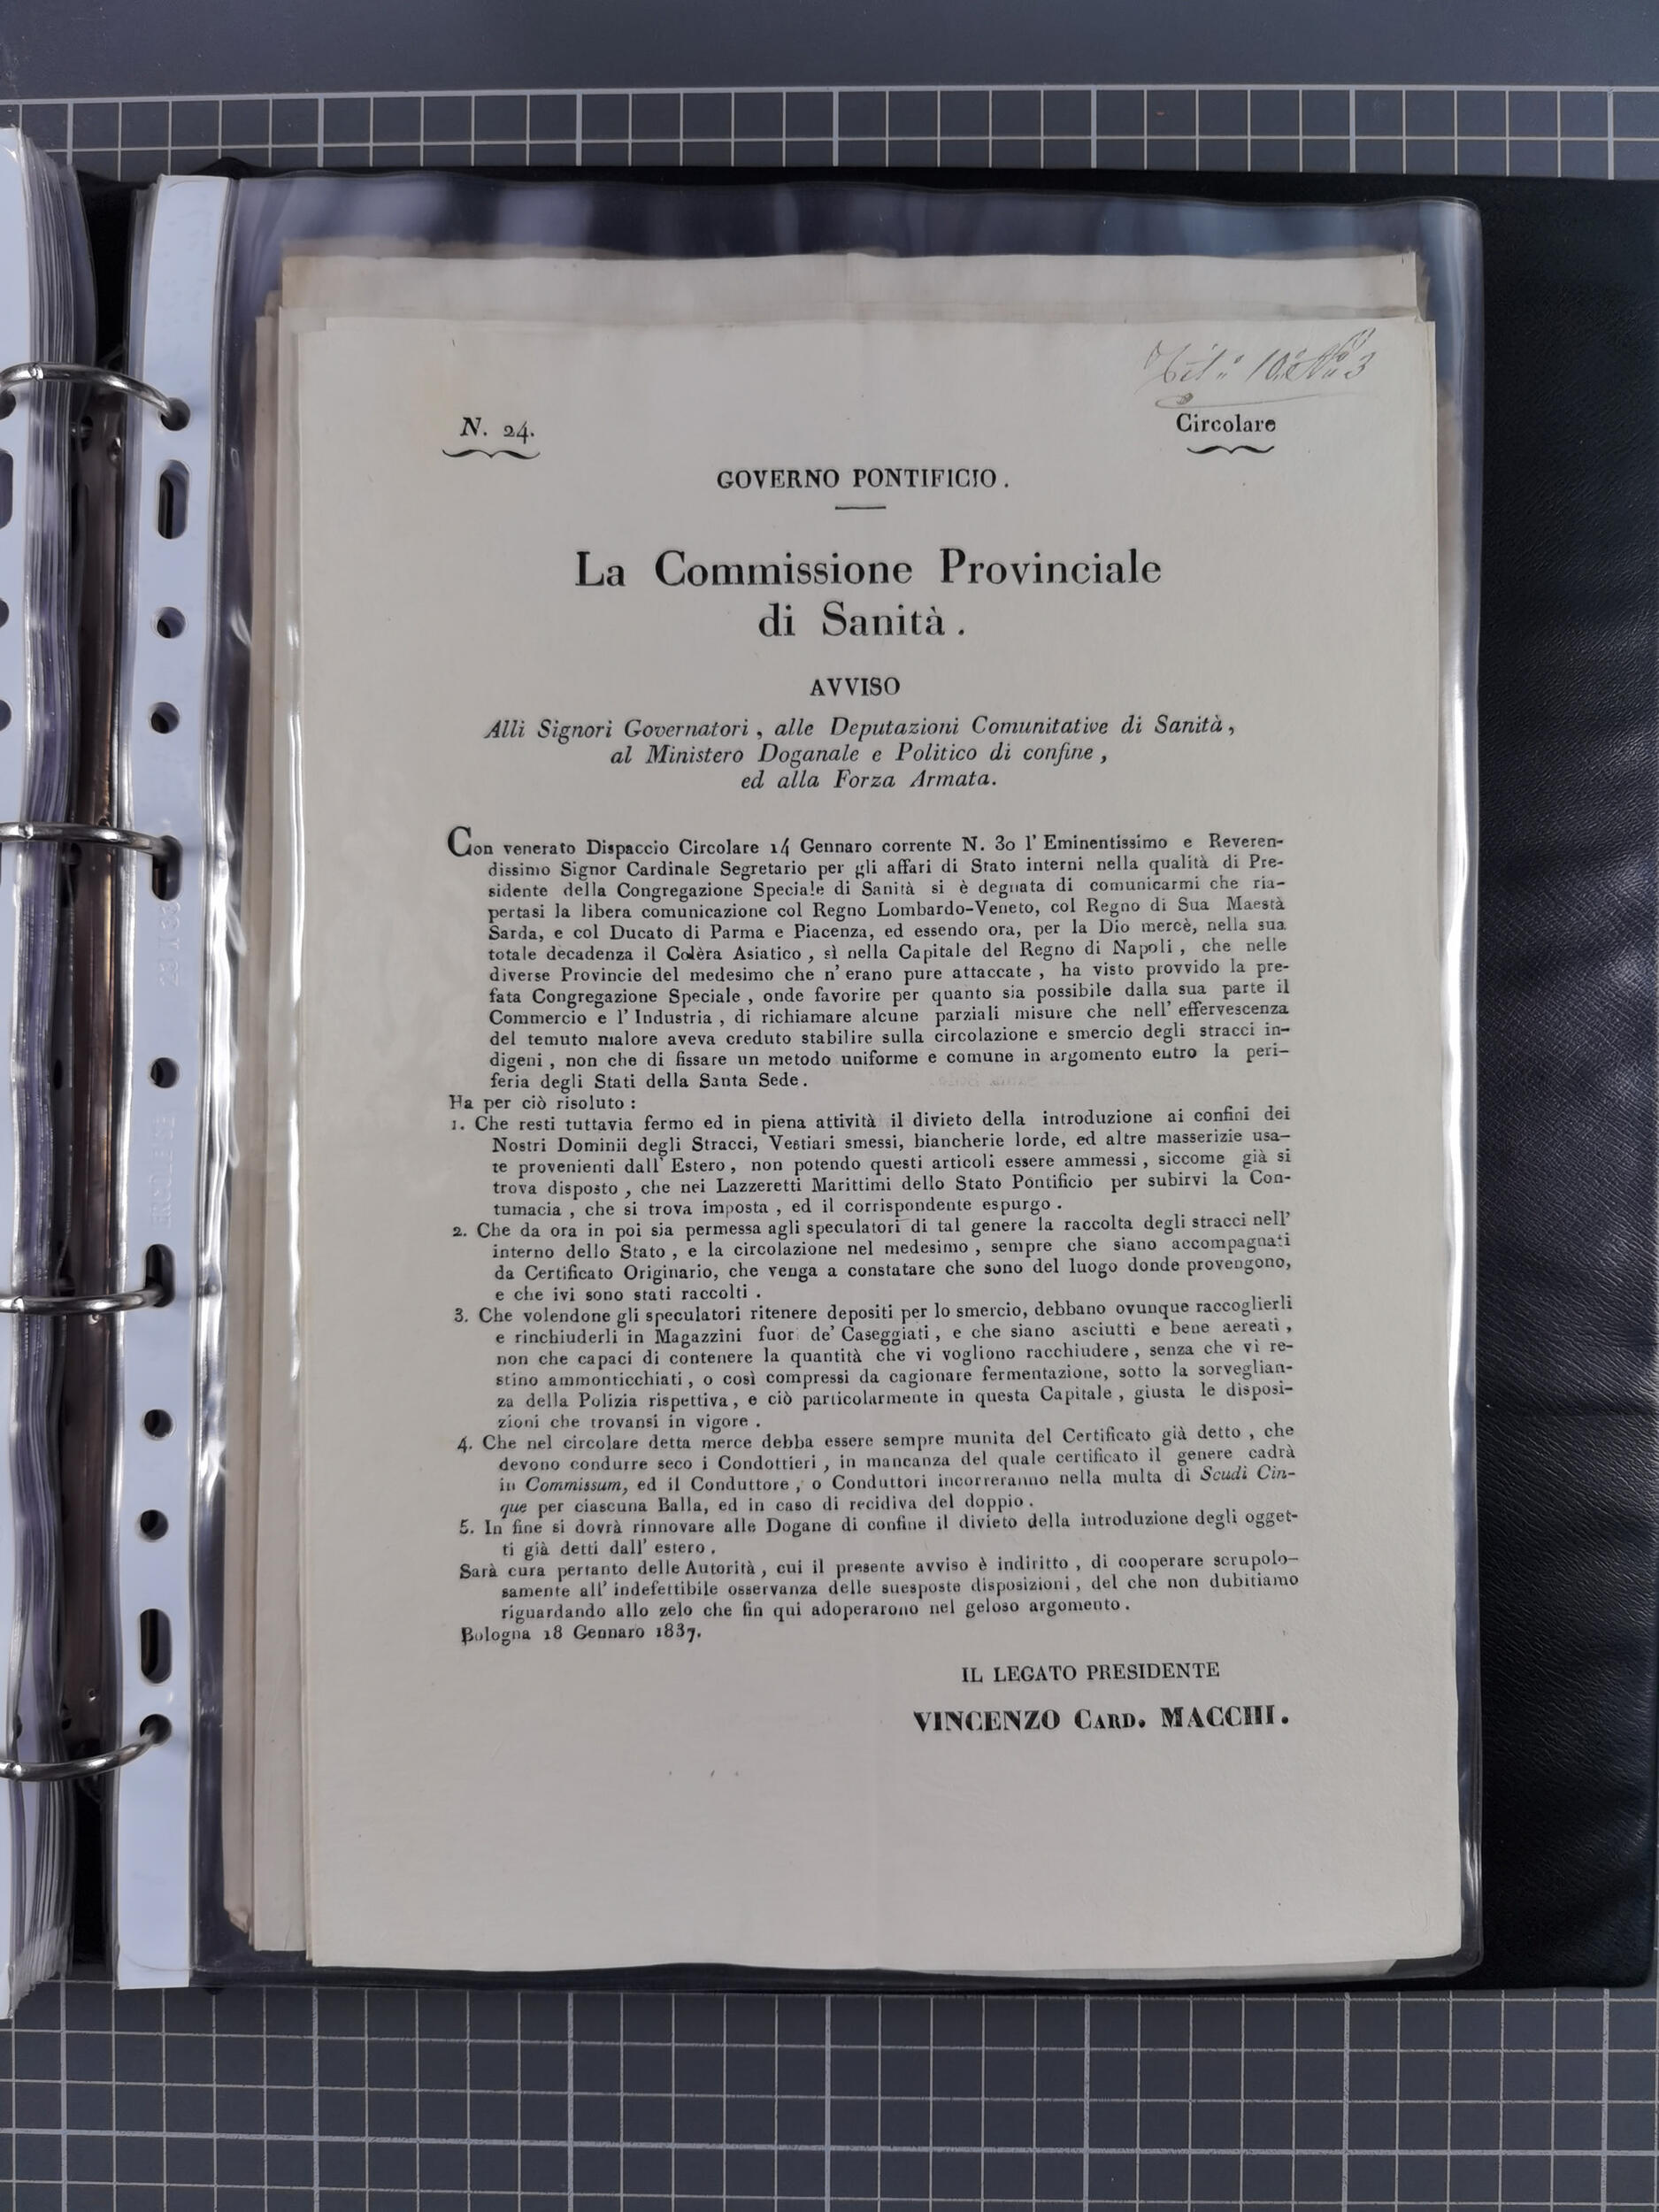 Tit.° 10. N.° 3
N. 24.
Circolare
GOVERNO PONTIFICIO.
La Commissione Provinciale
di Sanità.
AVVISO
Alli Signori Governatori, alle Deputazioni Comunitative di Sanità,
al Ministero Doganale e Politico di confine,
ed alla Forza Armata.
Con venerato Dispaccio Circolare 14 Gennaro corrente N. 30 l'Eminentissimo e Reveren-
dissimo Signor Cardinale Segretario per gli affari di Stato interni nella qualità di Pre-
sidente della Congregazione Speciale di Sanità si è degnata di comunicarmi che ria-
pertasi la libera comunicazione col Regno Lombardo-Veneto, col Regno di Sua Maestà
Sarda, e col Ducato di Parma e Piacenza, ed essendo ora, per la Dio mercè, nella sua
totale decadenza il Colèra Asiatico, sì nella Capitale del Regno di Napoli, che nelle
diverse Provincie del medesimo che n'erano pure attaccate, ha visto provvido la pre-
fata Congregazione Speciale, onde favorire per quanto sia possibile dalla sua parte il
Commercio e l'Industria, di richiamare alcune parziali misure che nell'effervescenza
del temuto malore aveva creduto stabilire sulla circolazione e smercio degli stracci in-
digeni, non che di fissare un metodo uniforme e comune in argomento entro la peri-
feria degli Stati della Santa Sede.
Ha per ciò risoluto:
1. Che resti tuttavia fermo ed in piena attività il divieto della introduzione ai confini dei
Nostri Dominii degli Stracci, Vestiari smessi, biancherie lorde, ed altre masserizie usa-
te provenienti dall'Estero, non potendo questi articoli essere ammessi, siccome già si
trova disposto, che nei Lazzeretti Marittimi dello Stato Pontificio per subirvi la Con-
tumacia, che si trova imposta, ed il corrispondente espurgo.
2. Che da ora in poi sia permessa agli speculatori di tal genere la raccolta degli stracci nell'
interno dello Stato, e la circolazione nel medesimo, sempre che siano accompagnati
da Certificato Originario, che venga a constatare che sono del luogo donde provengono,
e che ivi sono stati raccolti.
3. Che volendone gli speculatori ritenere depositi per lo smercio, debbano ovunque raccoglierli
e rinchiuderli in Magazzini fuori de' Caseggiati, e che siano asciutti e bene aereati,
non che capaci di contenere la quantità che vi vogliono racchiudere, senza che vi re-
stino ammonticchiati, o così compressi da cagionare fermentazione, sotto la sorveglian-
za della Polizia rispettiva, e ciò particolarmente in questa Capitale, giusta le disposi-
zioni che trovansi in vigore.
4. Che nel circolare detta merce debba essere sempre munita del Certificato già detto, che
devono condurre seco i Condottieri, in mancanza del quale certificato il genere cadrà
in Commissum, ed il Conduttore, o Conduttori incorreranno nella multa di Scudi Cin-
que per ciascuna Balla, ed in caso di recidiva del doppio.
5. In fine si dovrà rinnovare alle Dogane di confine il divieto della introduzione degli ogget-
ti già detti dall'estero.
Sarà cura pertanto delle Autorità, cui il presente avviso è indiritto, di cooperare scrupolo-
samente all'indefettibile osservanza delle suesposte disposizioni, del che non dubitiamo
riguardando allo zelo che fin qui adoperarono nel geloso argomento.
Bologna 18 Gennaro 1837.
IL LEGATO PRESIDENTE
VINCENZO CARD. MACCHI.